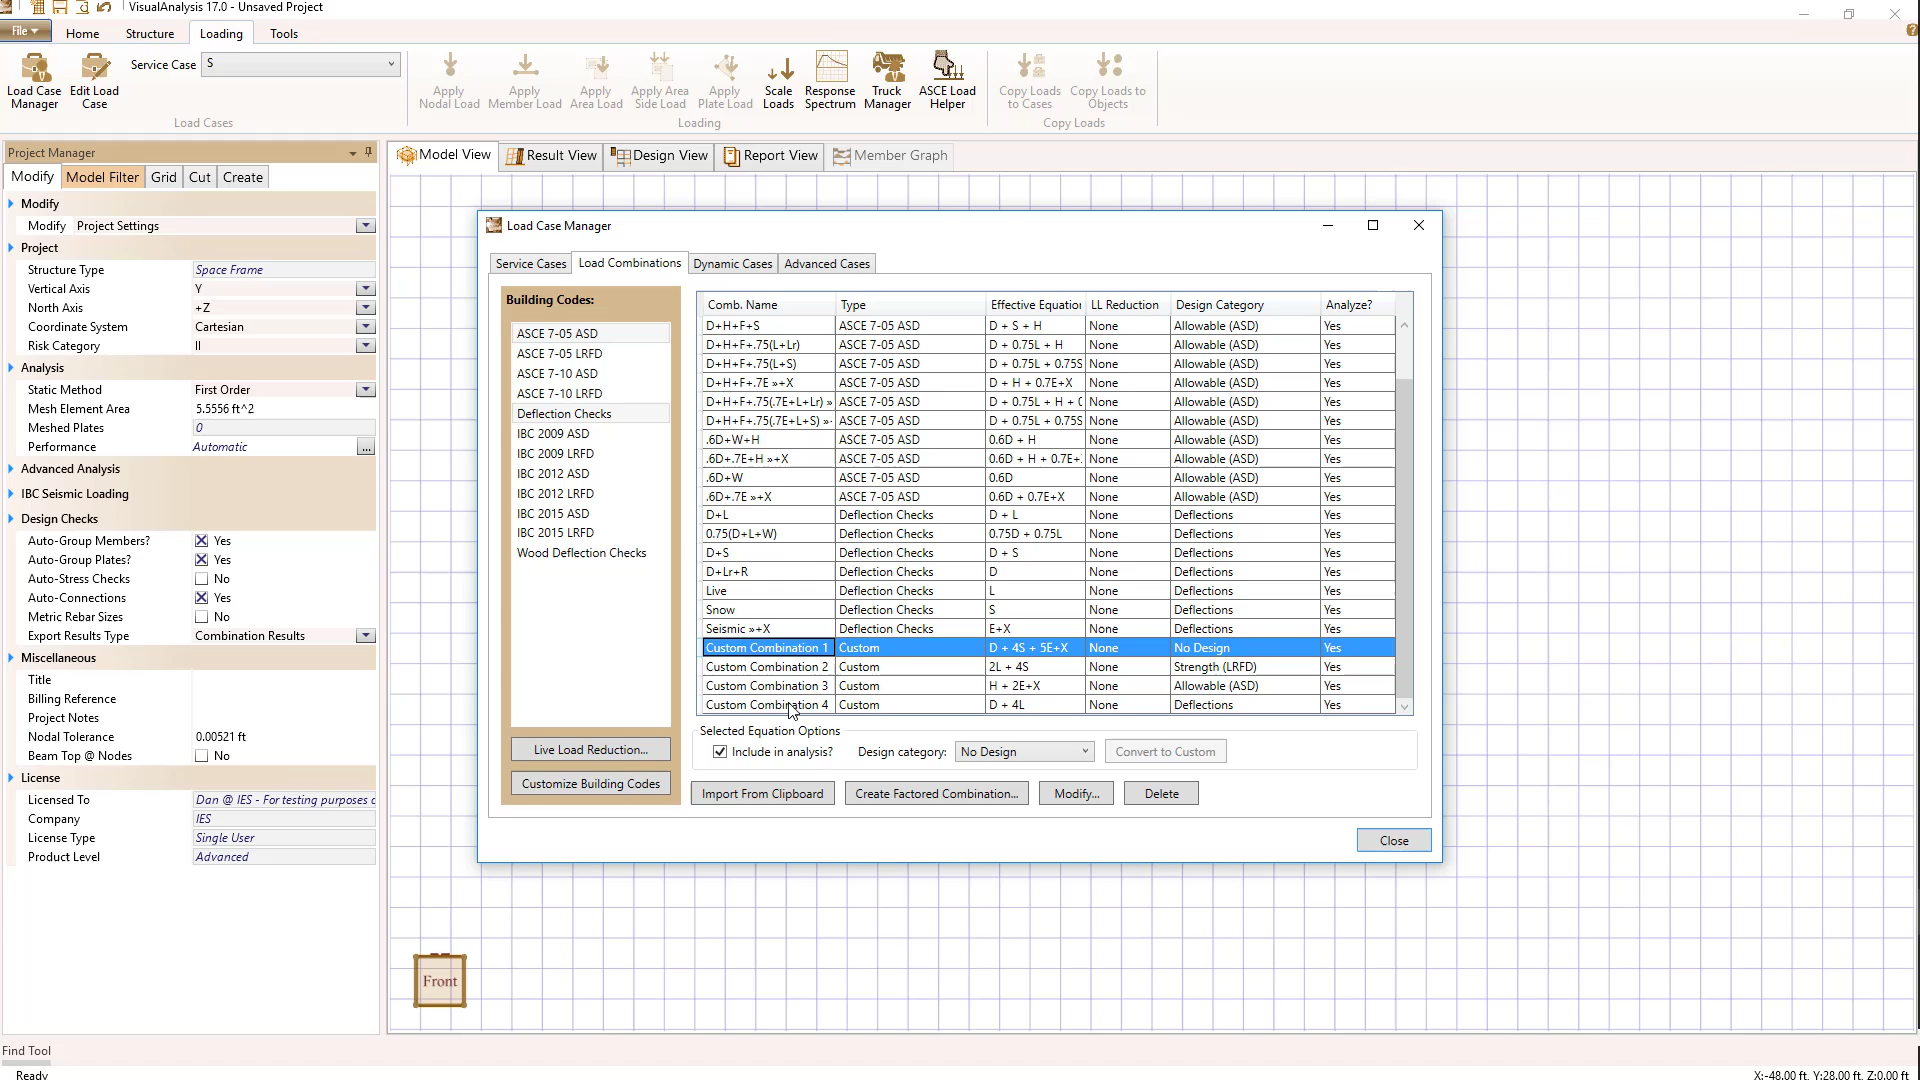 VisualAnalysis 17.0 - Unsaved Project
File Home Structure Loading Tools
Load Case Manager
Edit Load Case
Service Case S
Load Cases
Apply Nodal Load
Apply Member Load
Apply Area Load
Apply Area Side Load
Apply Plate Load
Scale Loads
Response Spectrum
Truck Manager
ASCE Load Helper
Loading
Copy Loads to Cases
Copy Loads to Objects
Copy Loads
Project Manager
Modify Model Filter Grid Cut Create
Modify
Modify Project Settings
Project
Structure Type Space Frame
Vertical Axis Y
North Axis +Z
Coordinate System Cartesian
Risk Category II
Analysis
Static Method First Order
Mesh Element Area 5.5556 ft^2
Meshed Plates 0
Performance Automatic ...
Advanced Analysis
IBC Seismic Loading
Design Checks
Auto-Group Members? Yes
Auto-Group Plates? Yes
Auto-Stress Checks No
Auto-Connections Yes
Metric Rebar Sizes No
Export Results Type Combination Results
Miscellaneous
Title
Billing Reference
Project Notes
Nodal Tolerance 0.00521 ft
Beam Top @ Nodes No
License
Licensed To Dan @ IES - For testing purposes c
Company IES
License Type Single User
Product Level Advanced
Find Tool
Ready
Model View Result View Design View Report View Member Graph
Load Case Manager
Service Cases Load Combinations Dynamic Cases Advanced Cases
Building Codes:
ASCE 7-05 ASD
ASCE 7-05 LRFD
ASCE 7-10 ASD
ASCE 7-10 LRFD
Deflection Checks
IBC 2009 ASD
IBC 2009 LRFD
IBC 2012 ASD
IBC 2012 LRFD
IBC 2015 ASD
IBC 2015 LRFD
Wood Deflection Checks
Live Load Reduction...
Customize Building Codes
Comb. Name Type Effective Equation LL Reduction Design Category Analyze?
D+H+F+S ASCE 7-05 ASD D + S + H None Allowable (ASD) Yes
D+H+F+.75(L+Lr) ASCE 7-05 ASD D + 0.75L + H None Allowable (ASD) Yes
D+H+F+.75(L+S) ASCE 7-05 ASD D + 0.75L + 0.75S None Allowable (ASD) Yes
D+H+F+.7E »+X ASCE 7-05 ASD D + H + 0.7E+X None Allowable (ASD) Yes
D+H+F+.75(.7E+L+Lr) » ASCE 7-05 ASD D + 0.75L + H + ( None Allowable (ASD) Yes
D+H+F+.75(.7E+L+S) »- ASCE 7-05 ASD D + 0.75L + 0.75S None Allowable (ASD) Yes
.6D+W+H ASCE 7-05 ASD 0.6D + H None Allowable (ASD) Yes
.6D+.7E+H »+X ASCE 7-05 ASD 0.6D + H + 0.7E+: None Allowable (ASD) Yes
.6D+W ASCE 7-05 ASD 0.6D None Allowable (ASD) Yes
.6D+.7E »+X ASCE 7-05 ASD 0.6D + 0.7E+X None Allowable (ASD) Yes
D+L Deflection Checks D + L None Deflections Yes
0.75(D+L+W) Deflection Checks 0.75D + 0.75L None Deflections Yes
D+S Deflection Checks D + S None Deflections Yes
D+Lr+R Deflection Checks D None Deflections Yes
Live Deflection Checks L None Deflections Yes
Snow Deflection Checks S None Deflections Yes
Seismic »+X Deflection Checks E+X None Deflections Yes
Custom Combination 1 Custom D + 4S + 5E+X None No Design Yes
Custom Combination 2 Custom 2L + 4S None Strength (LRFD) Yes
Custom Combination 3 Custom H + 2E+X None Allowable (ASD) Yes
Custom Combination 4 Custom D + 4L None Deflections Yes
Selected Equation Options
Include in analysis? Design category: No Design Convert to Custom
Import From Clipboard Create Factored Combination... Modify... Delete
Close
Front
X:-48.00 ft, Y:28.00 ft, Z:0.00 ft